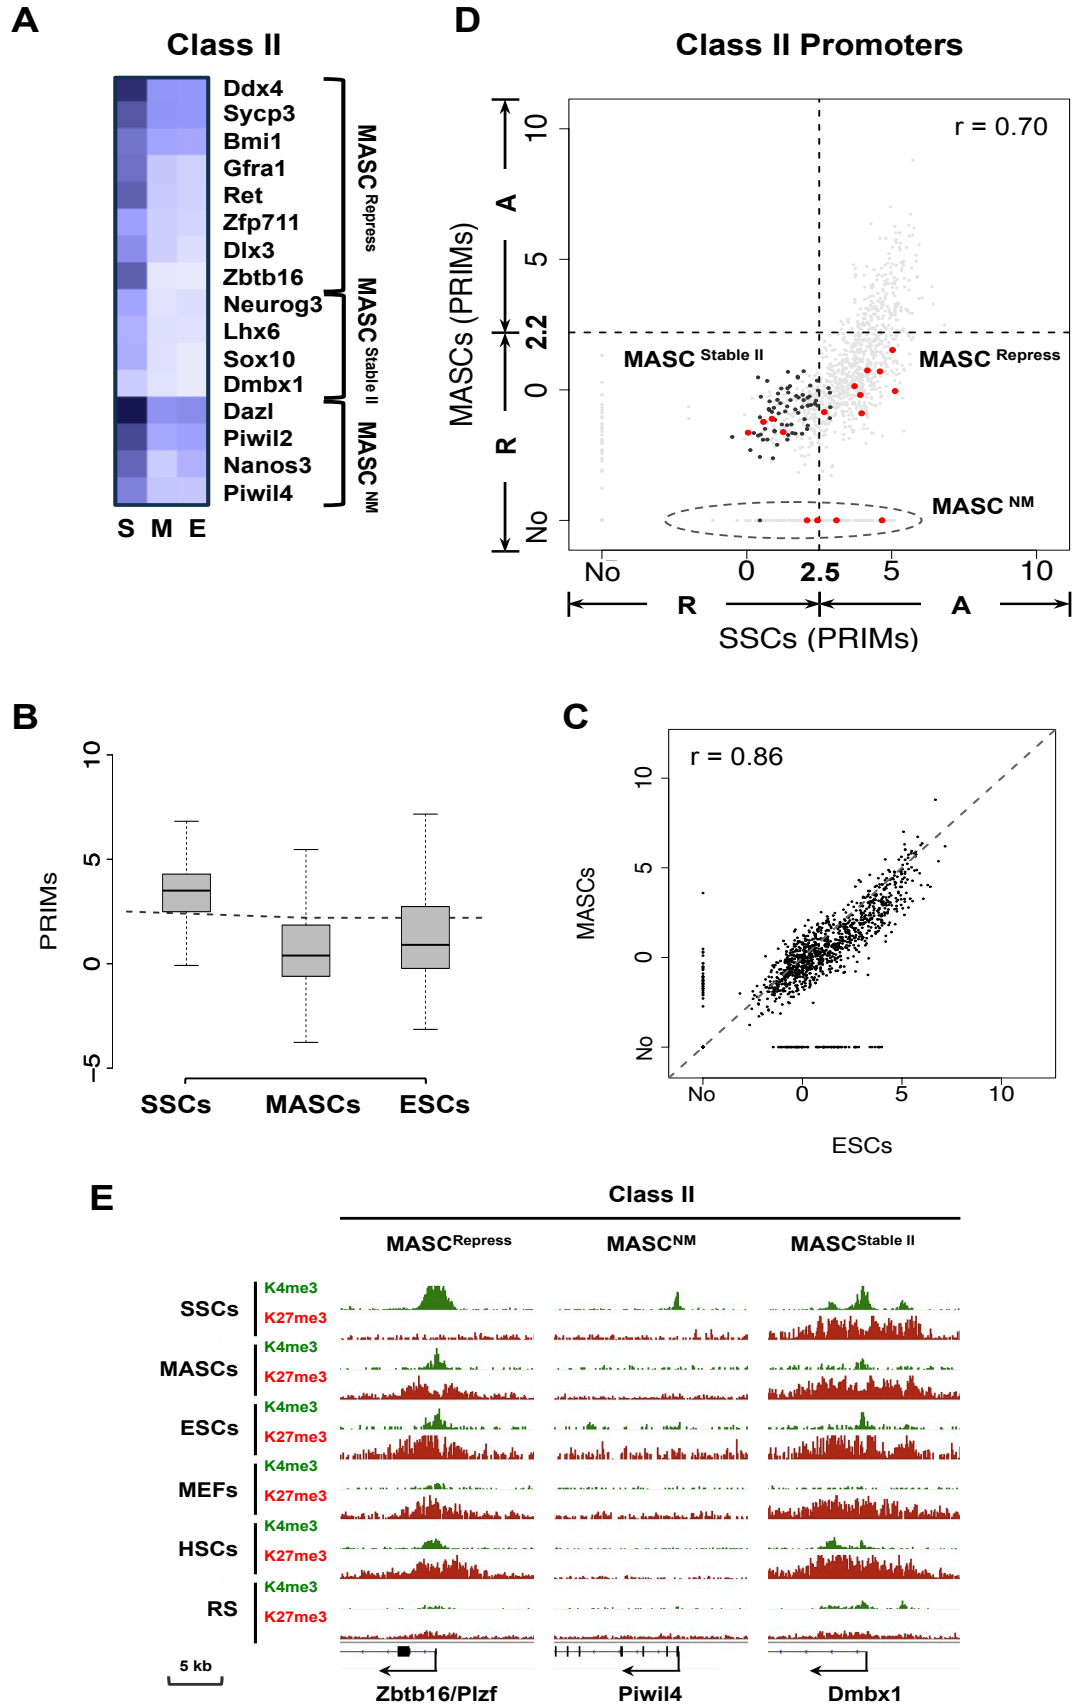 A
Class II
Ddx4
Sycp3
Bmi1
Gfra1
Ret
Zfp711
Dlx3
Zbtb16
Neurog3
Lhx6
Sox10
Dmbx1
Dazl
Piwil2
Nanos3
Piwil4
MASC Repress
MASC Stable II
MASC NM
S M E
D
Class II Promoters
r = 0.70
MASCs (PRIMs)
A
R
10
5
2.2
0
No
MASC Stable II
MASC Repress
MASC NM
No 0 2.5 5 10
R A
SSCs (PRIMs)
B
PRIMs
10
5
0
−5
SSCs MASCs ESCs
C
r = 0.86
MASCs
10
5
0
No
No 0 5 10
ESCs
E
Class II
MASCRepress MASCNM MASCStable II
SSCs
K4me3
K27me3
MASCs
K4me3
K27me3
ESCs
K4me3
K27me3
MEFs
K4me3
K27me3
HSCs
K4me3
K27me3
RS
K4me3
K27me3
5 kb
Zbtb16/Plzf Piwil4 Dmbx1